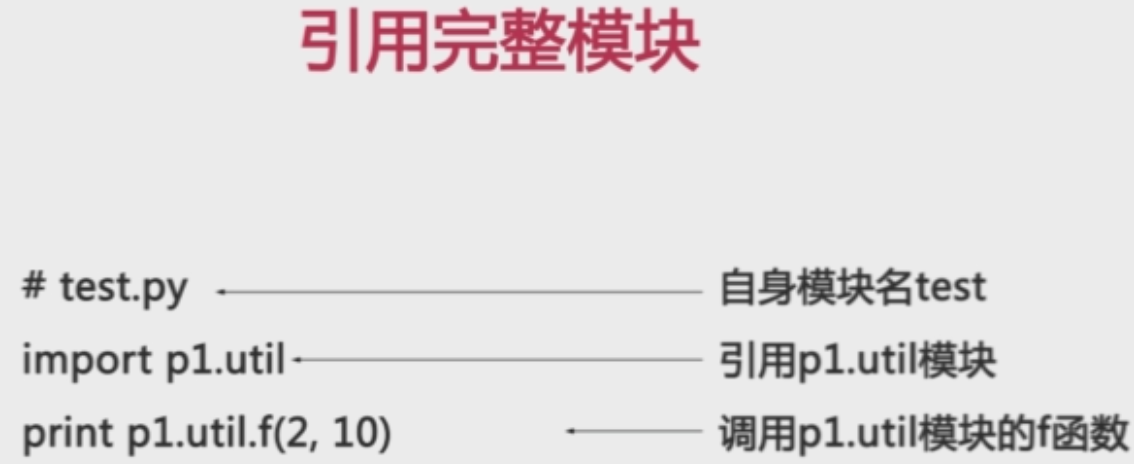 引用完整模块
# test.py 自身模块名test
import p1.util 引用p1.util模块
print p1.util.f(2, 10) 调用p1.util模块的f函数